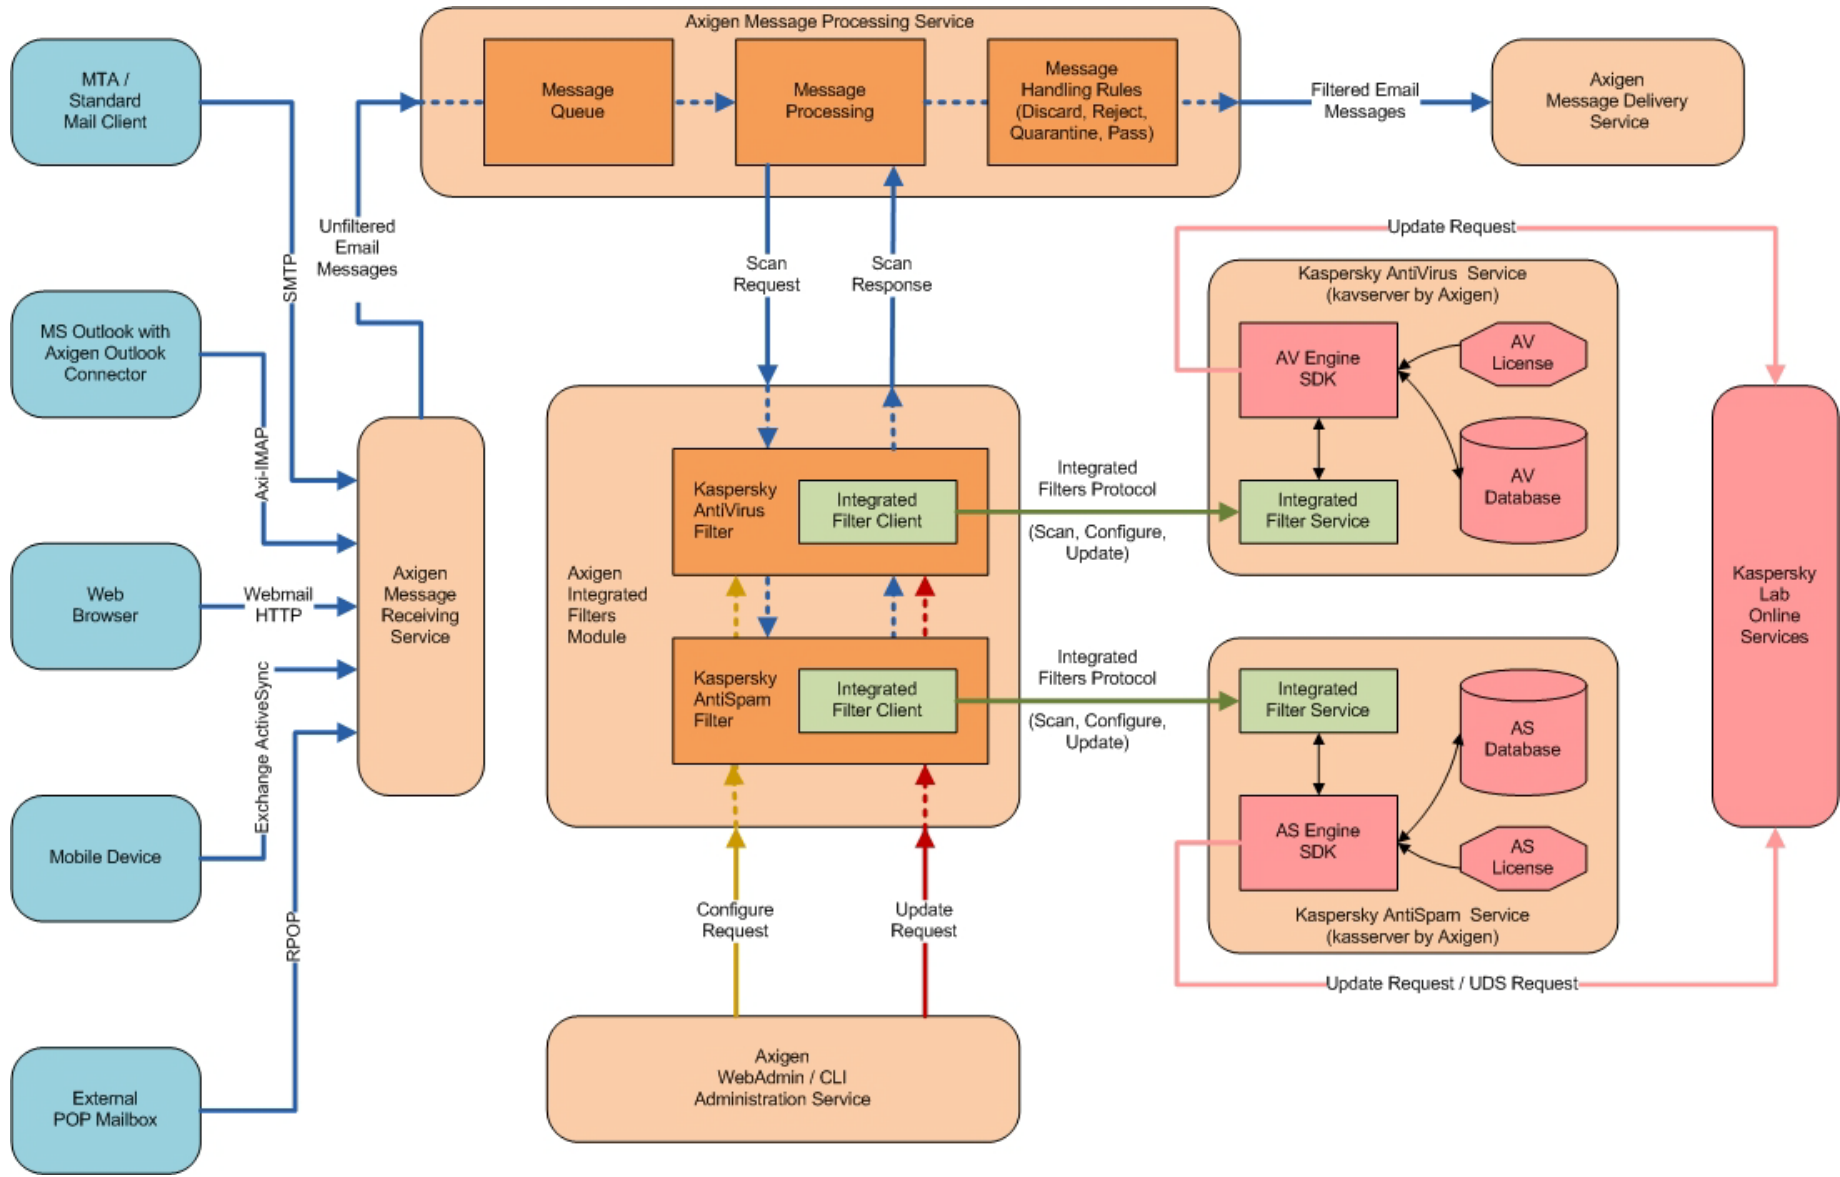 Axigen Message Processing Service
MTA /
Standard
Mail Client
Message
Queue
Message
Processing
Message
Handling Rules
(Discard, Reject,
Quarantine, Pass)
Filtered Email
Messages
Axigen
Message Delivery
Service
Unfiltered
Email
Messages
SMTP
Scan
Request
Scan
Response
Update Request
Kaspersky AntiVirus Service
(kavserver by Axigen)
MS Outlook with
Axigen Outlook
Connector
AV Engine
SDK
AV
License
Axi-IMAP
Kaspersky
AntiVirus
Filter
Integrated
Filter Client
Integrated
Filters Protocol
(Scan, Configure,
Update)
Integrated
Filter Service
AV
Database
Web
Browser
Webmail
HTTP
Axigen
Message
Receiving
Service
Axigen
Integrated
Filters
Module
Kaspersky
Lab
Online
Services
Exchange ActiveSync
Kaspersky
AntiSpam
Filter
Integrated
Filter Client
Integrated
Filters Protocol
(Scan, Configure,
Update)
Integrated
Filter Service
AS
Database
Mobile Device
AS Engine
SDK
AS
License
RPOP
Configure
Request
Update
Request
Kaspersky AntiSpam Service
(kasserver by Axigen)
Update Request / UDS Request
External
POP Mailbox
Axigen
WebAdmin / CLI
Administration Service